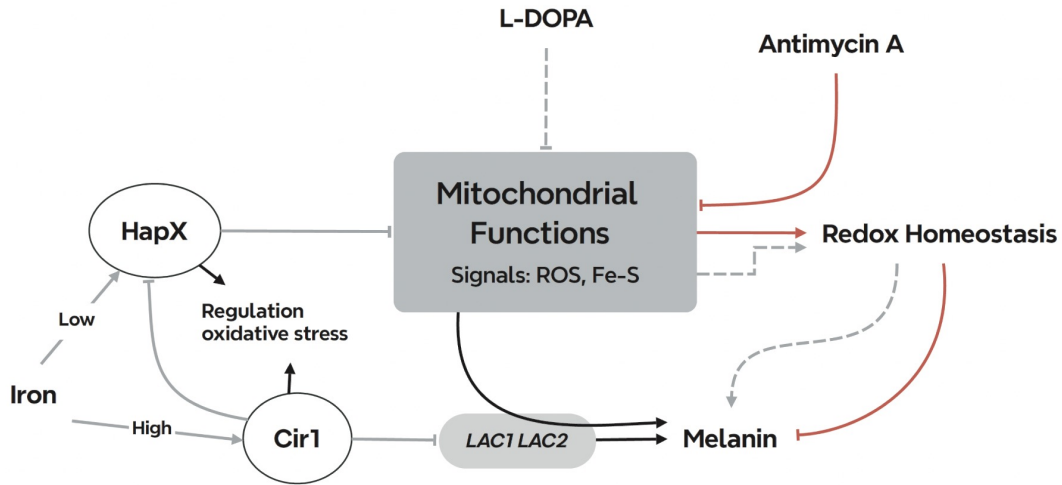 L-DOPA
Antimycin A
Mitochondrial
Functions
Signals: ROS, Fe-S
HapX
Redox Homeostasis
Regulation
oxidative stress
Low
Iron
High
Cir1
LAC1 LAC2
Melanin